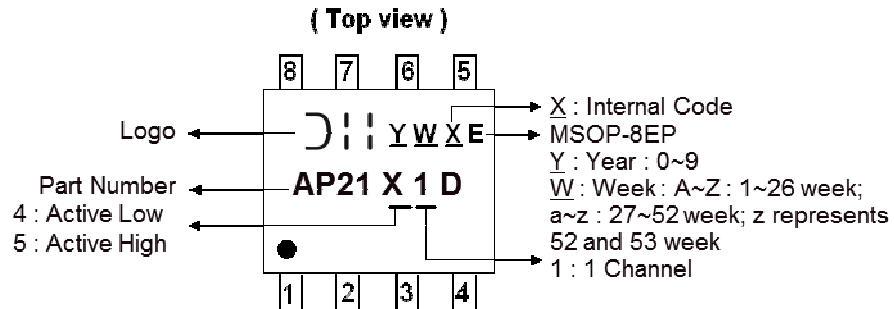 ( Top view )
8 7 6 5
Logo
Y W X E
X : Internal Code
MSOP-8EP
Y : Year : 0~9
W : Week : A~Z : 1~26 week;
a~z : 27~52 week; z represents
52 and 53 week
1 : 1 Channel
Part Number
AP21 X 1 D
4 : Active Low
5 : Active High
1 2 3 4